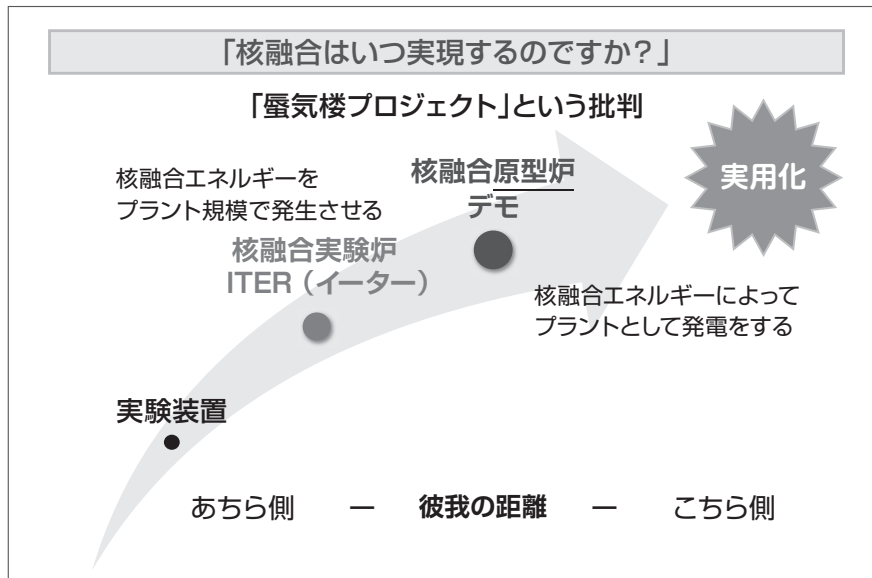 「核融合はいつ実現するのですか？」
「蜃気楼プロジェクト」という批判
核融合エネルギーを
プラント規模で発生させる
核融合原型炉
デモ
実用化
核融合実験炉
ITER（イーター）
核融合エネルギーによって
プラントとして発電をする
実験装置
あちら側 ー 彼我の距離 ー こちら側